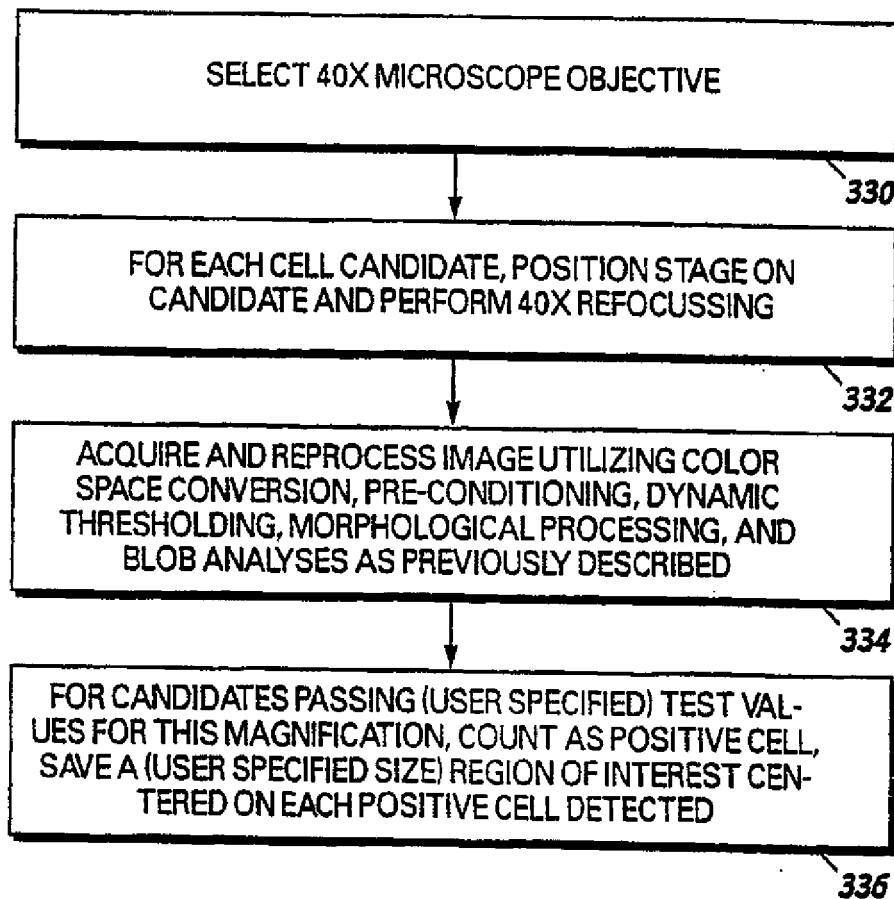 SELECT 40X MICROSCOPE OBJECTIVE
330
FOR EACH CELL CANDIDATE, POSITION STAGE ON
CANDIDATE AND PERFORM 40X REFOCUSSING
332
ACQUIRE AND REPROCESS IMAGE UTILIZING COLOR
SPACE CONVERSION, PRE-CONDITIONING, DYNAMIC
THRESHOLDING, MORPHOLOGICAL PROCESSING, AND
BLOB ANALYSES AS PREVIOUSLY DESCRIBED
334
FOR CANDIDATES PASSING (USER SPECIFIED) TEST VAL-
UES FOR THIS MAGNIFICATION, COUNT AS POSITIVE CELL,
SAVE A (USER SPECIFIED SIZE) REGION OF INTEREST CEN-
TERED ON EACH POSITIVE CELL DETECTED
336